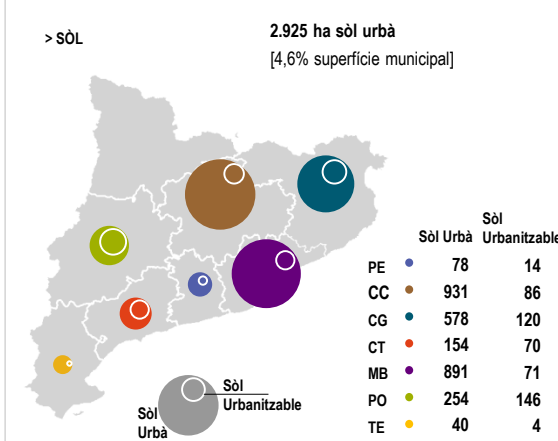 > SÒL
2.925 ha sòl urbà
[4,6% superfície municipal]
Sòl Urbà Sòl Urbanitzable
PE 78 14
CC 931 86
CG 578 120
CT 154 70
MB 891 71
PO 254 146
TE 40 4
Sòl Urbanitzable
Sòl Urbà